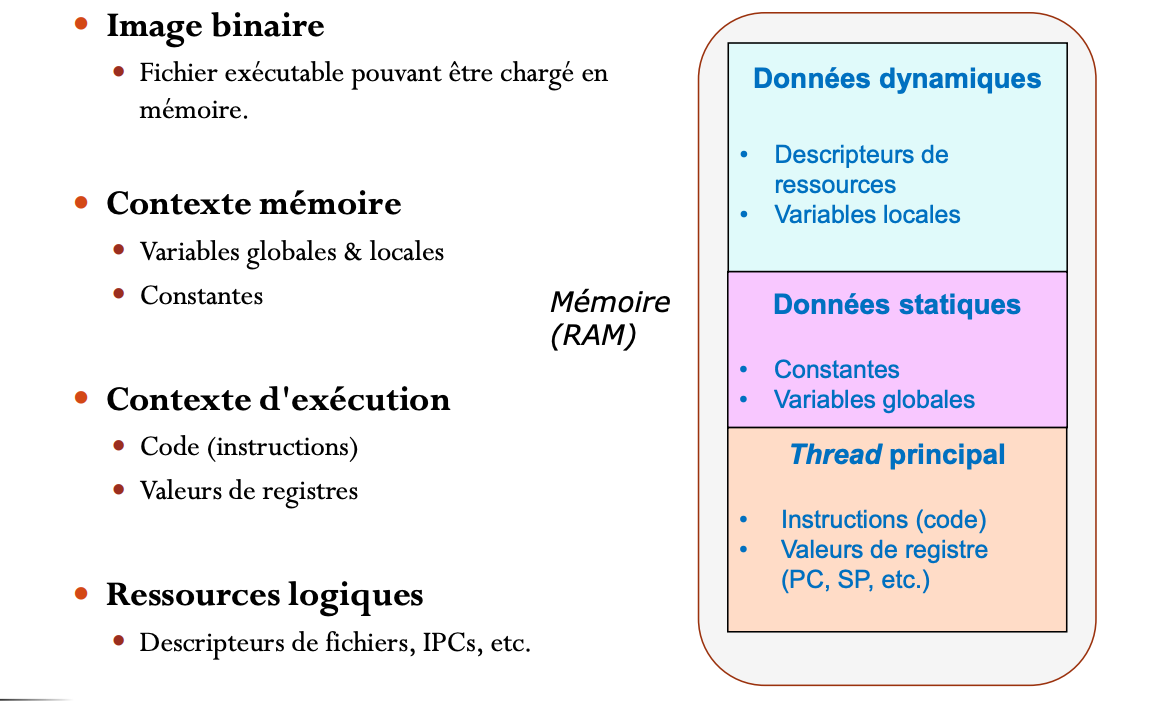 • Image binaire
• Fichier exécutable pouvant être chargé en
mémoire.
• Contexte mémoire
• Variables globales & locales
• Constantes
• Contexte d'exécution
• Code (instructions)
• Valeurs de registres
• Ressources logiques
• Descripteurs de fichiers, IPCs, etc.
Mémoire
(RAM)
Données dynamiques
• Descripteurs de
ressources
• Variables locales
Données statiques
• Constantes
• Variables globales
Thread principal
• Instructions (code)
• Valeurs de registre
(PC, SP, etc.)